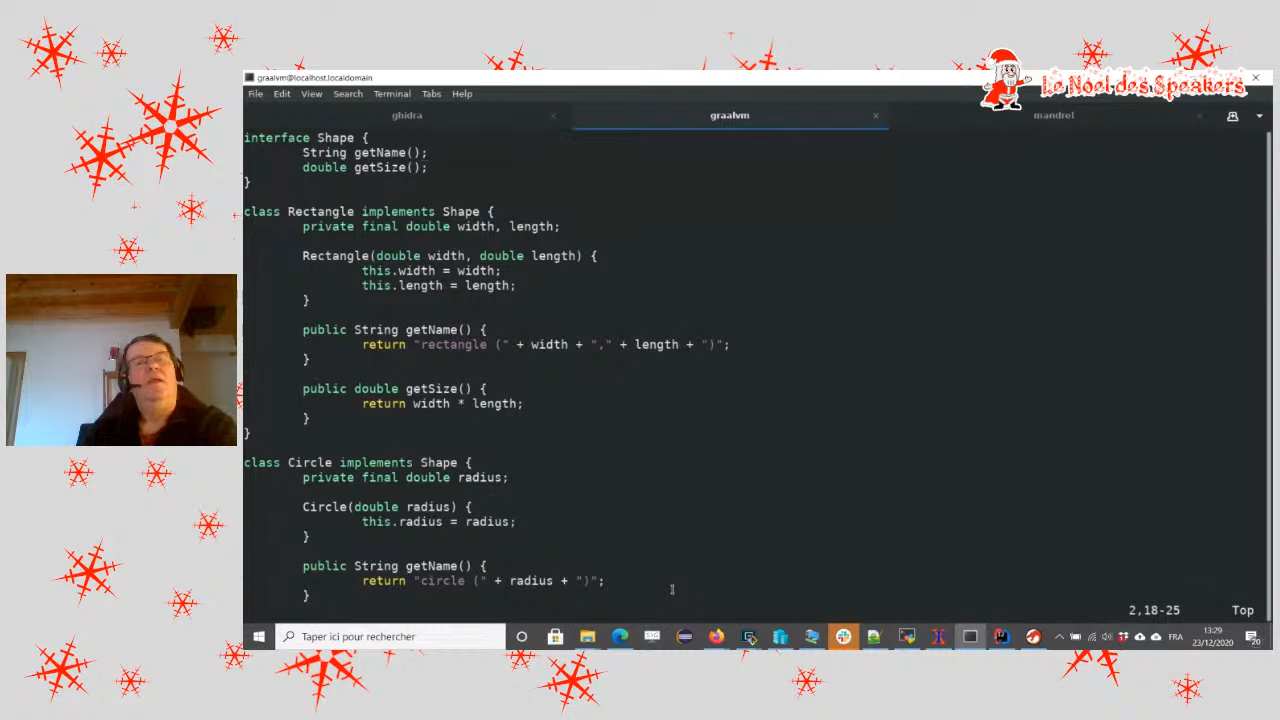 Le Noel des Speakers
graalvm@localhost.localdomain
File Edit View Search Terminal Tabs Help
ghidra graalvm mandrel
interface Shape {
String getName();
double getSize();
}
class Rectangle implements Shape {
private final double width, length;
Rectangle(double width, double length) {
this.width = width;
this.length = length;
}
public String getName() {
return "rectangle (" + width + "," + length + ")";
}
public double getSize() {
return width * length;
}
}
class Circle implements Shape {
private final double radius;
Circle(double radius) {
this.radius = radius;
}
public String getName() {
return "circle (" + radius + ")";
}
2,18-25 Top
Taper ici pour rechercher
FRA
13:29
23/12/2020
20